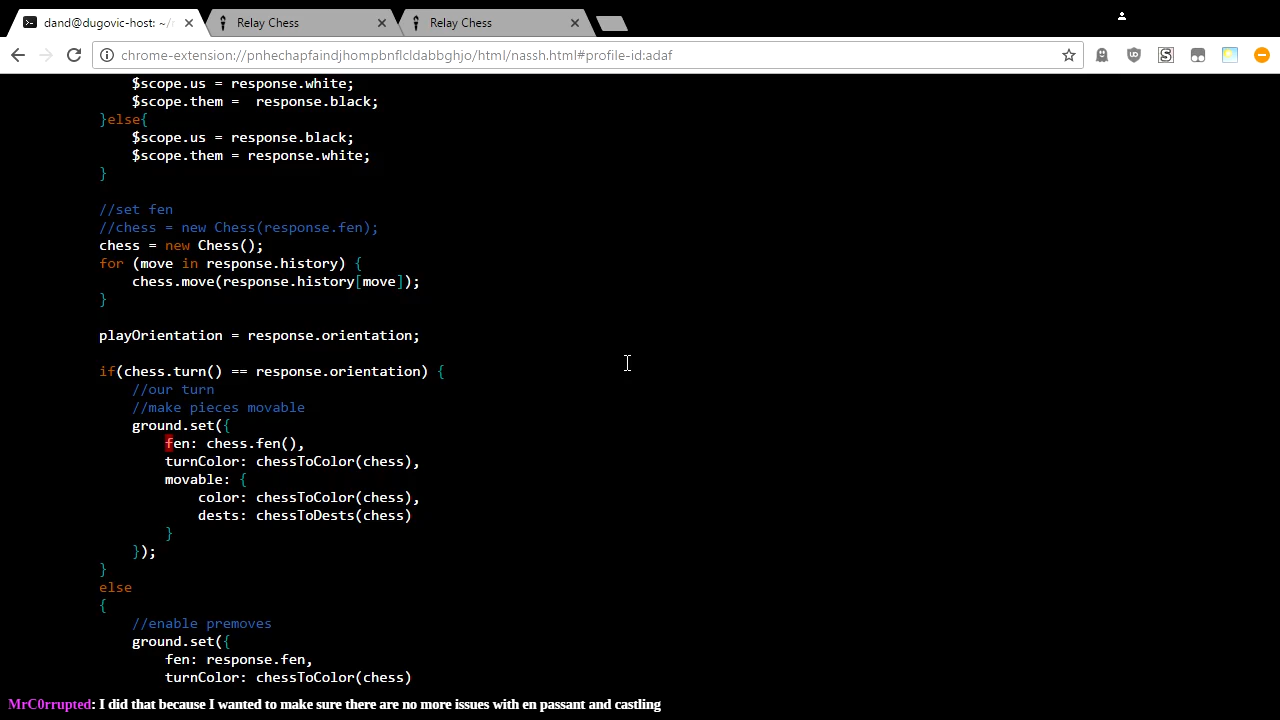 dand@dugovic-host: ~/
Relay Chess
Relay Chess
chrome-extension://pnhechapfaindjhompbnflcldabbghjo/html/nassh.html#profile-id:adaf
$scope.us = response.white;
$scope.them =  response.black;
}else{
$scope.us = response.black;
$scope.them = response.white;
}
//set fen
//chess = new Chess(response.fen);
chess = new Chess();
for (move in response.history) {
chess.move(response.history[move]);
}
playOrientation = response.orientation;
if(chess.turn() == response.orientation) {
//our turn
//make pieces movable
ground.set({
fen: chess.fen(),
turnColor: chessToColor(chess),
movable: {
color: chessToColor(chess),
dests: chessToDests(chess)
}
});
}
else
{
//enable premoves
ground.set({
fen: response.fen,
turnColor: chessToColor(chess)
MrC0rrupted: I did that because I wanted to make sure there are no more issues with en passant and castling